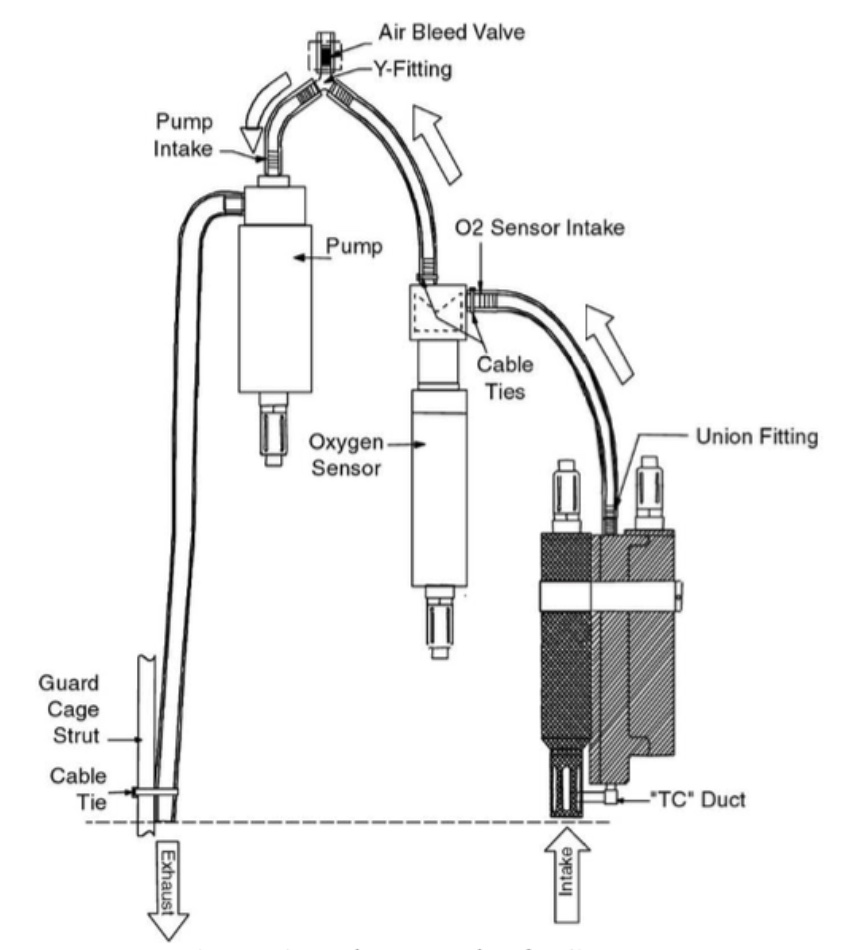 Air Bleed Valve
Y-Fitting
Pump
Intake
O2 Sensor Intake
Pump
Cable
Ties
Union Fitting
Oxygen
Sensor
Guard
Cage
Strut
Cable
Tie
"TC" Duct
Exhaust
Intake